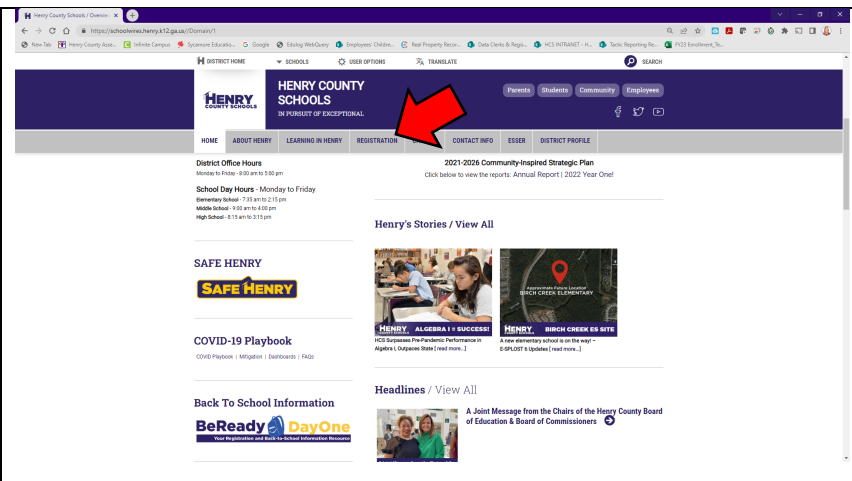 Henry County Schools / Overview
https://schoolwires.henry.k12.ga.us//Domain/1
New Tab
Henry County Asse...
Infinite Campus
Sycamore Educatio...
Google
Edulog WebQuery
Employees' Childre...
Real Property Recor...
Data Clerks & Regis...
HCS INTRANET - H...
Tactic Reporting Re...
FY23 Enrollment_Te...
DISTRICT HOME
SCHOOLS
USER OPTIONS
TRANSLATE
SEARCH
HENRY
COUNTY SCHOOLS
HENRY COUNTY
SCHOOLS
IN PURSUIT OF EXCEPTIONAL
Parents
Students
Community
Employees
HOME
ABOUT HENRY
LEARNING IN HENRY
REGISTRATION
CONTACT INFO
ESSER
DISTRICT PROFILE
District Office Hours
Monday to Friday - 8:00 am to 5:00 pm
School Day Hours - Monday to Friday
Elementary School - 7:35 am to 2:15
pm
Middle School - 9:00 am to 4:00 pm
High School - 8:15 am to 3:15 pm
2021-2026 Community-Inspired Strategic Plan
Click below to view the reports: Annual Report | 2022 Year One!
Henry's Stories / View All
HENRY
COUNTY SCHOOLS
ALGEBRA I = SUCCESS!
HCS Surpasses Pre-Pandemic Performance in
Algebra I, Outpaces State [ read more...]
Approximate Future Location
BIRCH CREEK ELEMENTARY
HENRY
COUNTY SCHOOLS
BIRCH CREEK ES SITE
A new elementary school is on the way! –
E-SPLOST 6 Updates [ read more...]
SAFE HENRY
SAFE HENRY
COVID-19 Playbook
COVID Playbook | Mitigation | Dashboards | FAQs
Back To School Information
BeReady DayOne
Your Registration and Back-to-School Information Resource
Headlines / View All
A Joint Message from the Chairs of the Henry County Board
of Education & Board of Commissioners